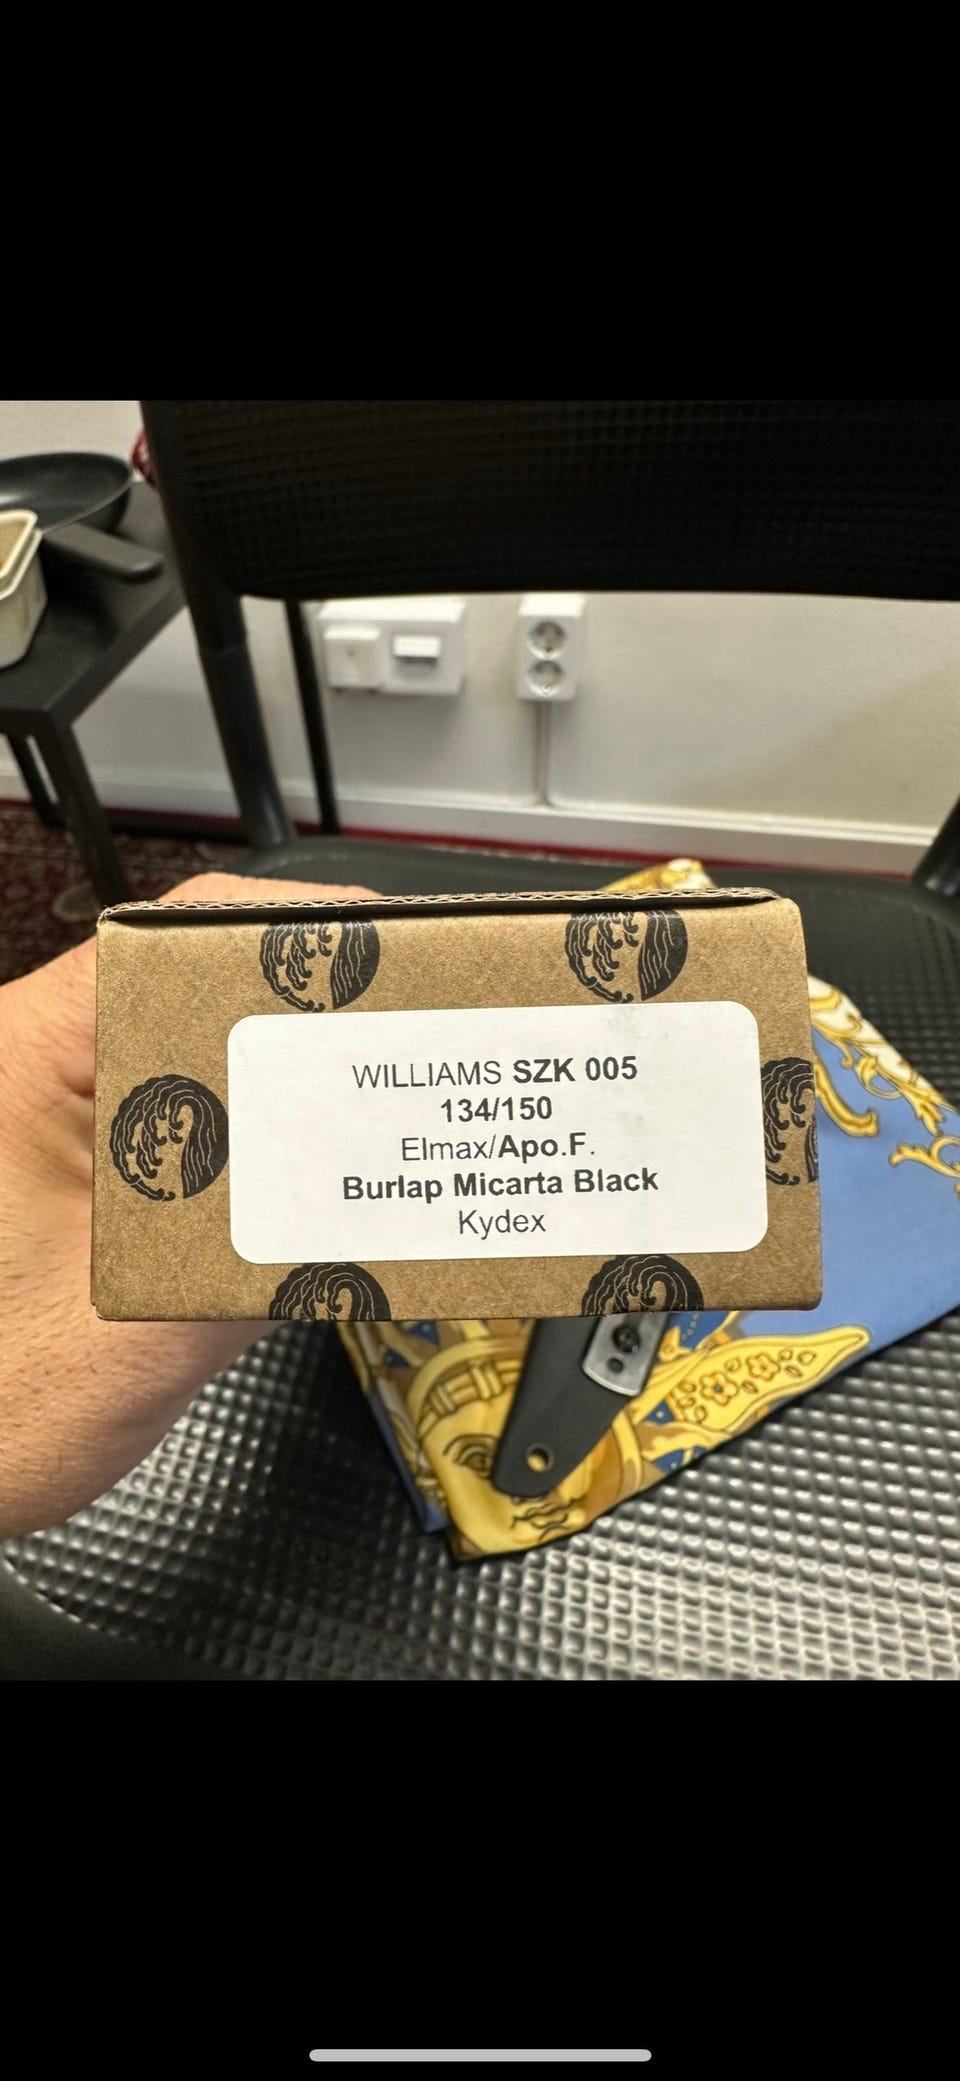 WILLIAMS SZK 005
134/150
Elmax/Apo.F.
Burlap Micarta Black
Kydex